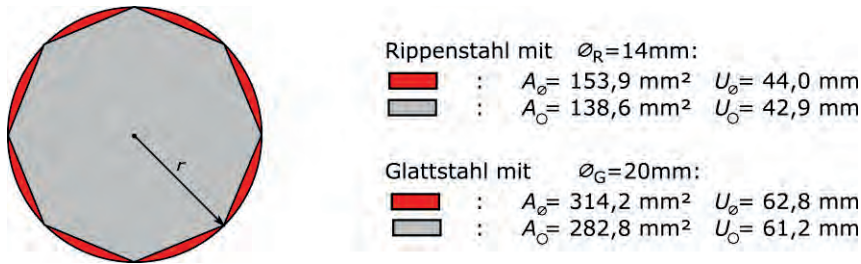 r
Rippenstahl mit ∅R=14mm:
: A∅= 153,9 mm² U∅= 44,0 mm
: A○= 138,6 mm² U○= 42,9 mm
Glattstahl mit ∅G=20mm:
: A∅= 314,2 mm² U∅= 62,8 mm
: A○= 282,8 mm² U○= 61,2 mm